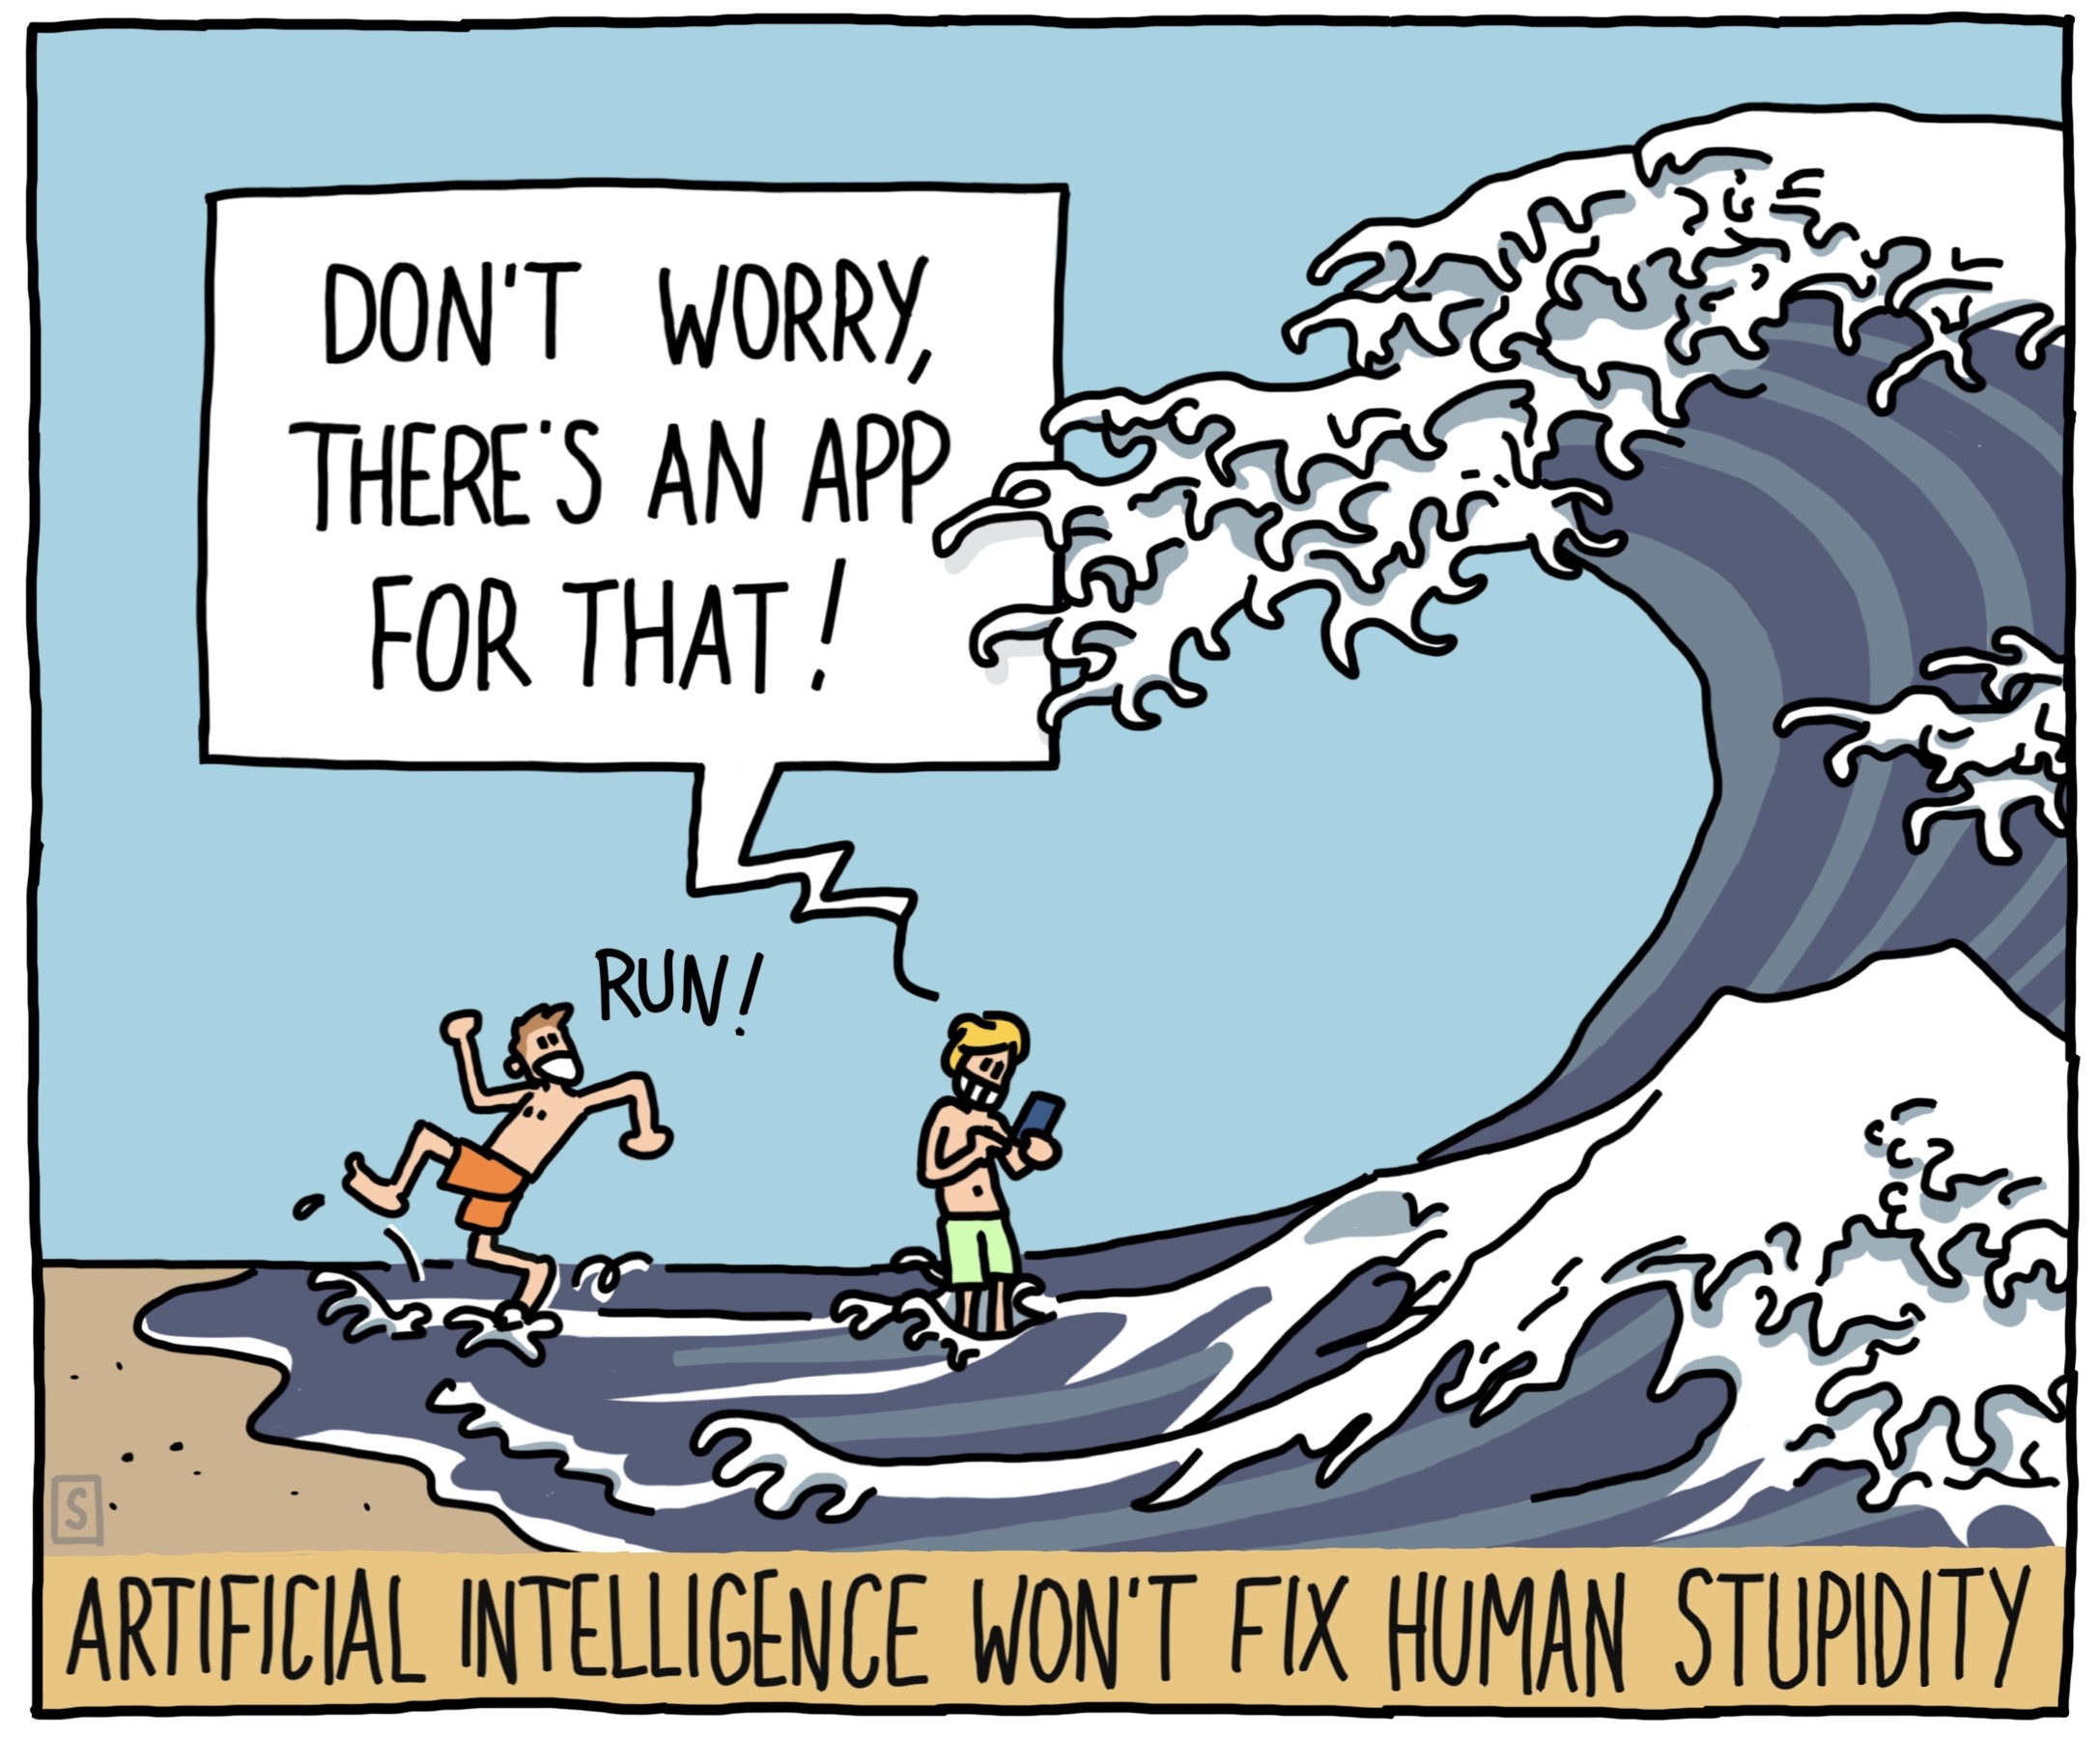 DON'T WORRY,
THERE'S AN APP
FOR THAT!
RUN!
S
ARTIFICIAL INTELLIGENCE WON'T FIX HUMAN STUPIDITY